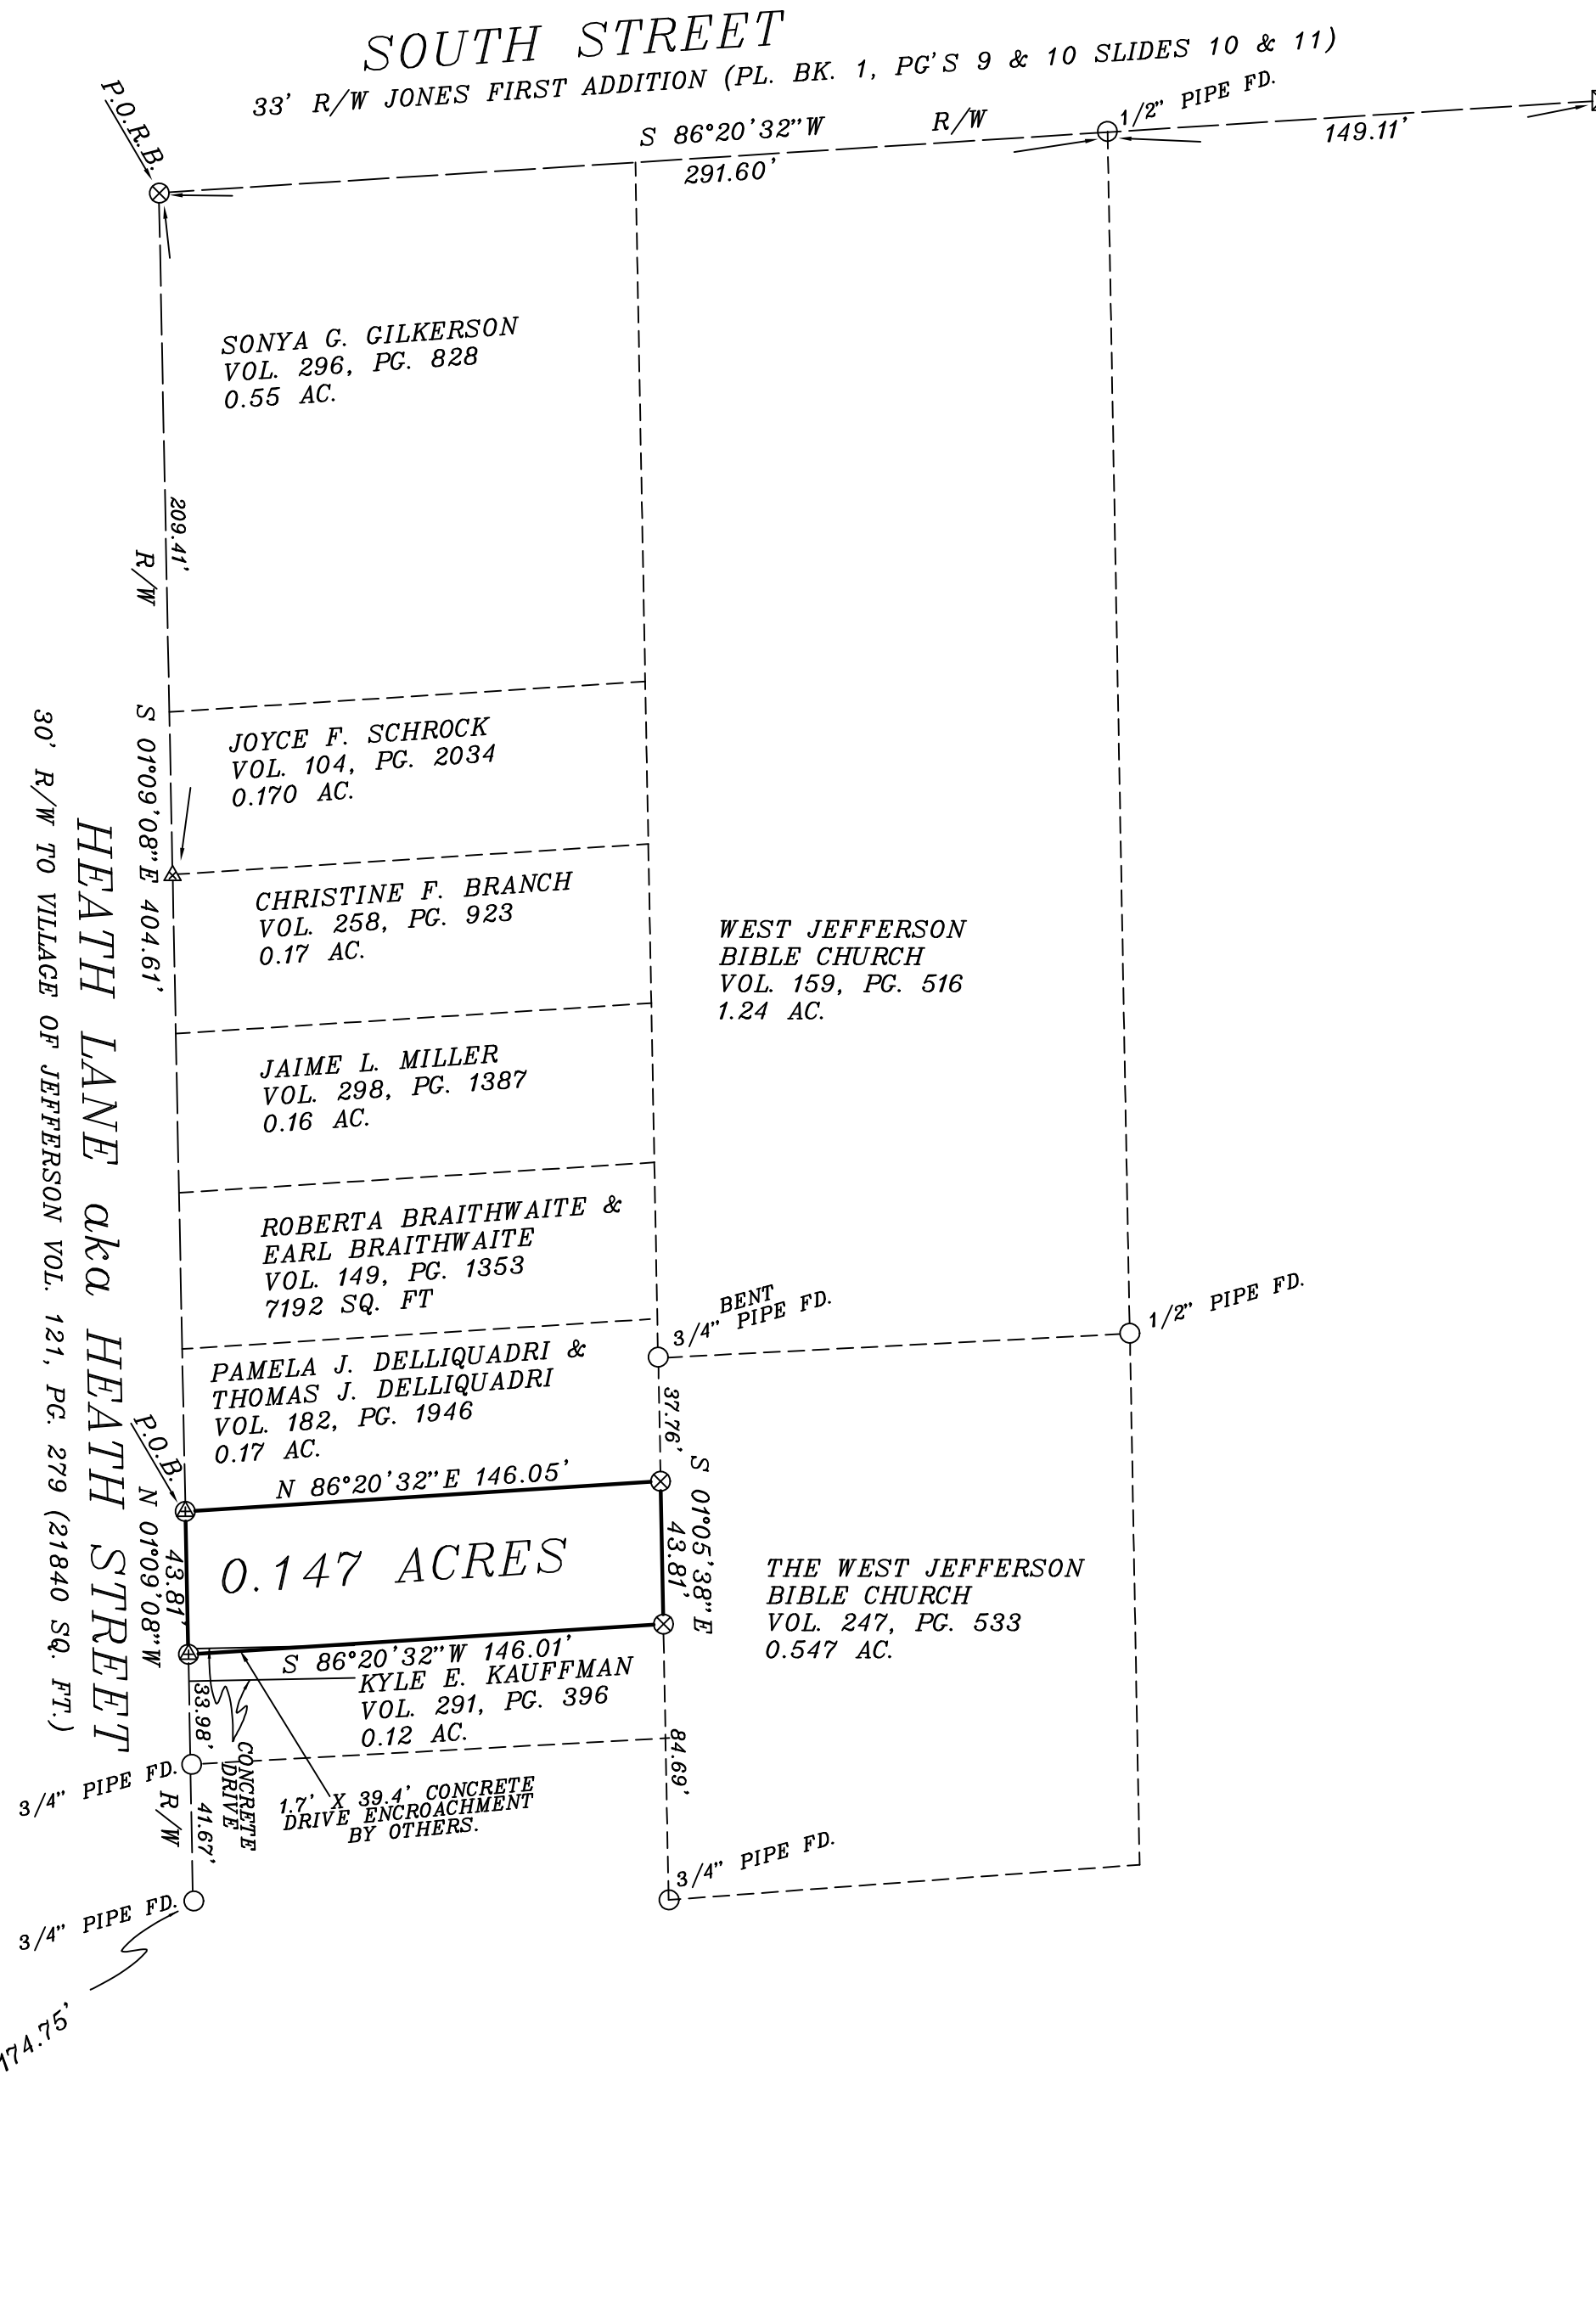 SOUTH STREET
33' R/W JONES FIRST ADDITION (PL. BK. 1, PG'S 9 & 10 SLIDES 10 & 11)
P.O.R.B.
S 86°20'32"W
R/W
1/2" PIPE FD.
291.60'
149.11'
SONYA G. GILKERSON
VOL. 296, PG. 828
0.55 AC.
209.41'
R/W
S 01°09'08"E 404.61'
JOYCE F. SCHROCK
VOL. 104, PG. 2034
0.170 AC.
HEATH LANE aka HEATH STREET
30' R/W TO VILLAGE OF JEFFERSON VOL. 121, PG. 279 (21840 SQ. FT.)
CHRISTINE F. BRANCH
VOL. 258, PG. 923
0.17 AC.
WEST JEFFERSON
BIBLE CHURCH
VOL. 159, PG. 516
1.24 AC.
JAIME L. MILLER
VOL. 298, PG. 1387
0.16 AC.
ROBERTA BRAITHWAITE &
EARL BRAITHWAITE
VOL. 149, PG. 1353
7192 SQ. FT
BENT
3/4" PIPE FD.
1/2" PIPE FD.
PAMELA J. DELLIQUADRI &
THOMAS J. DELLIQUADRI
VOL. 182, PG. 1946
0.17 AC.
37.76'
P.O.B.
N 86°20'32"E 146.05'
N 01°09'08"W
43.81'
0.147 ACRES
S 01°05'38"E
43.81'
THE WEST JEFFERSON
BIBLE CHURCH
VOL. 247, PG. 533
0.547 AC.
S 86°20'32"W 146.01'
KYLE E. KAUFFMAN
VOL. 291, PG. 396
0.12 AC.
33.98'
84.69'
CONCRETE
DRIVE
3/4" PIPE FD.
1.7' X 39.4' CONCRETE
DRIVE ENCROACHMENT
BY OTHERS.
R/W
41.67'
3/4" PIPE FD.
3/4" PIPE FD.
174.75'